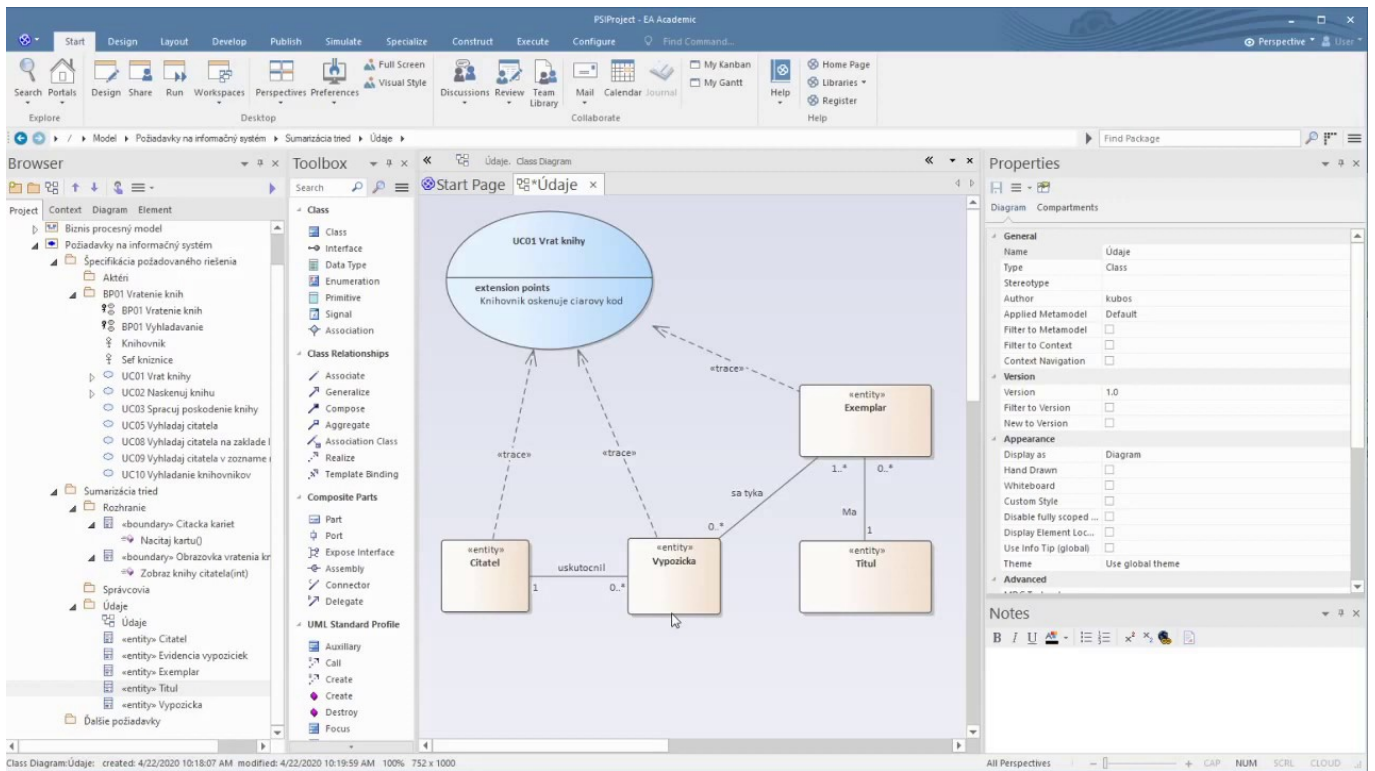 PSIProject - EA Academic
Start Design Layout Develop Publish Simulate Specialize Construct Execute Configure Find Command... Perspective User
Search Portals Design Share Run Workspaces Perspectives Preferences Full Screen Visual Style Discussions Review Team Library Mail Calendar Journal My Kanban My Gantt Help Home Page Libraries Register
Explore Desktop Collaborate Help
/ Model Požiadavky na informačný systém Sumarizácia tried Údaje Find Package
Browser
Project Context Diagram Element
Biznis procesný model
Požiadavky na informačný systém
Špecifikácia požadovaného riešenia
Aktéri
BP01 Vratenie knih
BP01 Vratenie knih
BP01 Vyhladavanie
Knihovnik
Sef kniznice
UC01 Vrat knihy
UC02 Naskenuj knihu
UC03 Spracuj poskodenie knihy
UC05 Vyhladaj citatela
UC08 Vyhladaj citatela na zaklade
UC09 Vyhladaj citatela v zozname
UC10 Vyhladanie knihovnikov
Sumarizácia tried
Rozhranie
«boundary» Citacka kariet
Nacitaj kartu()
«boundary» Obrazovka vratenia kr
Zobraz knihy citatela(int)
Správcovia
Údaje
Údaje
«entity» Citatel
«entity» Evidencia vypoziciek
«entity» Exemplar
«entity» Titul
«entity» Vypozicka
Ďalšie požiadavky
Toolbox
Search
Class
Class
Interface
Data Type
Enumeration
Primitive
Signal
Association
Class Relationships
Associate
Generalize
Compose
Aggregate
Association Class
Realize
Template Binding
Composite Parts
Part
Port
Expose Interface
Assembly
Connector
Delegate
UML Standard Profile
Auxiliary
Call
Create
Create
Destroy
Focus
Údaje. Class Diagram
Start Page *Údaje
UC01 Vrat knihy
extension points
Knihovnik oskenuje ciarovy kod
«trace»
«entity»
Exemplar
«trace» «trace»
1..* 0..*
sa tyka
Ma
0..*
1
«entity»
Citatel
uskutocnil
1 0..*
«entity»
Vypozicka
«entity»
Titul
Properties
Diagram Compartments
General
Name Údaje
Type Class
Stereotype
Author kubos
Applied Metamodel Default
Filter to Metamodel
Filter to Context
Context Navigation
Version
Version 1.0
Filter to Version
New to Version
Appearance
Display as Diagram
Hand Drawn
Whiteboard
Custom Style
Disable fully scoped ...
Display Element Loc...
Use Info Tip (global)
Theme Use global theme
Advanced
Notes
B I U A
Class Diagram:Údaje: created: 4/22/2020 10:18:07 AM modified: 4/22/2020 10:19:59 AM 100% 752 x 1000
All Perspectives CAP NUM SCRL CLOUD